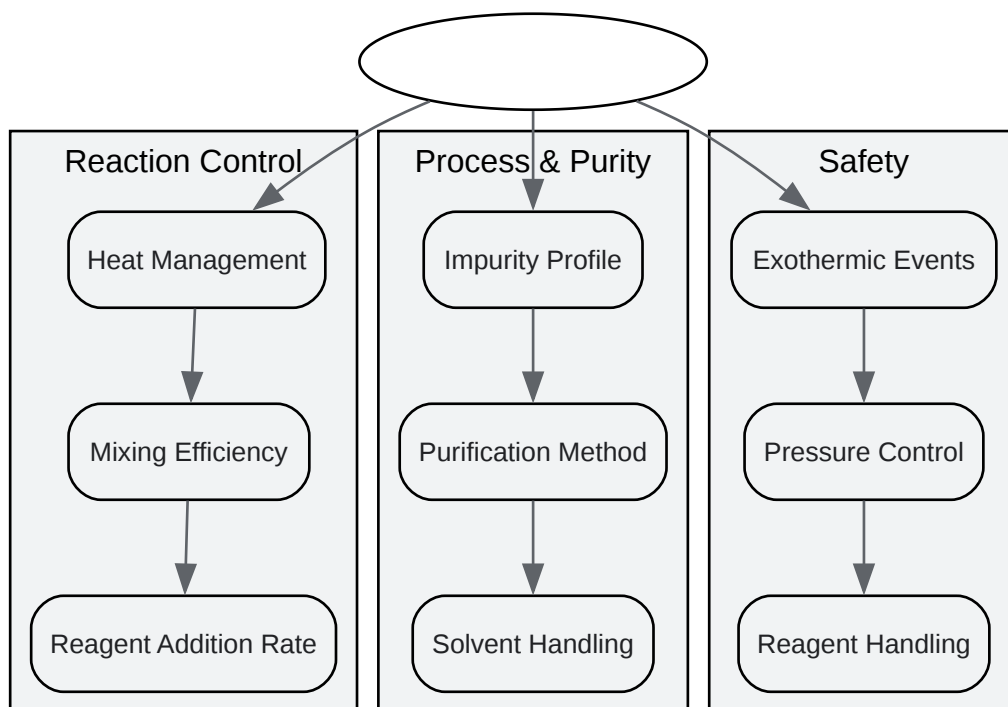 Reaction Control
Process & Purity
Safety
Heat Management
Impurity Profile
Exothermic Events
Mixing Efficiency
Purification Method
Pressure Control
Reagent Addition Rate
Solvent Handling
Reagent Handling